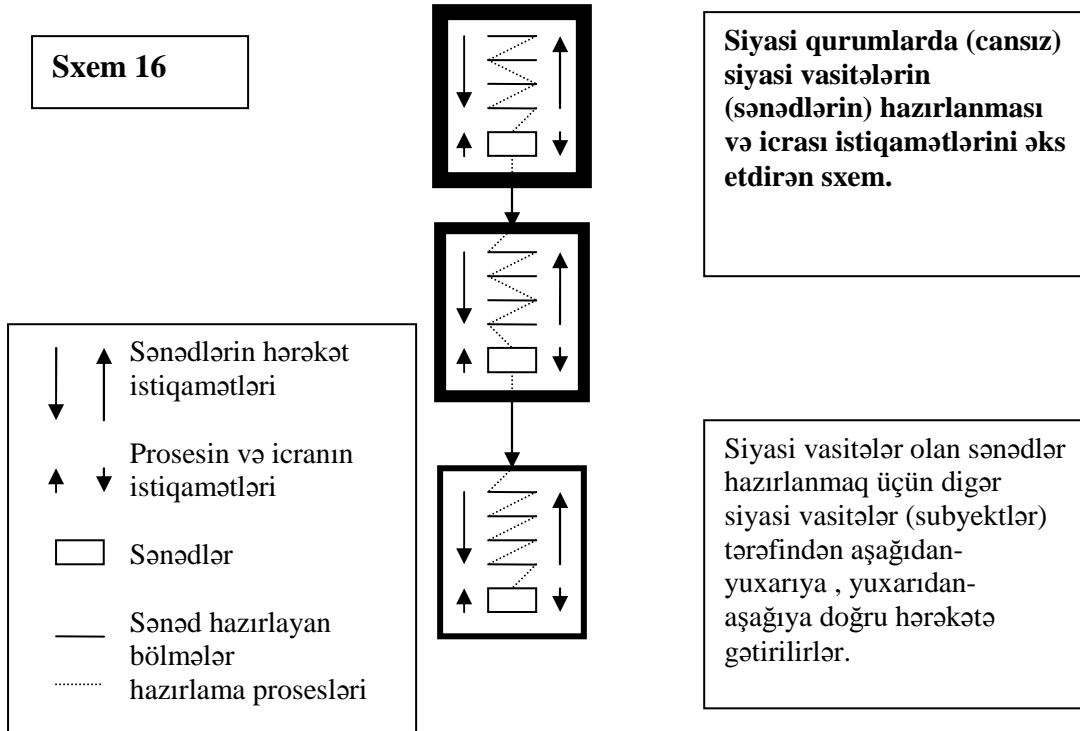 Sxem 16
Siyasi qurumlarda (cansız)
siyasi vasitələrin
(sənədlərin) hazırlanması
və icrası istiqamətlərini əks
etdirən sxem.
Sənədlərin hərəkət
istiqamətləri
Prosesin və icranın
istiqamətləri
Sənədlər
Sənəd hazırlayan
bölmələr
hazırlama prosesləri
Siyasi vasitələr olan sənədlər
hazırlanmaq üçün digər
siyasi vasitələr (subyektlər)
tərəfindən aşağıdan-
yuxarıya , yuxarıdan-
aşağıya doğru hərəkətə
gətirilirlər.